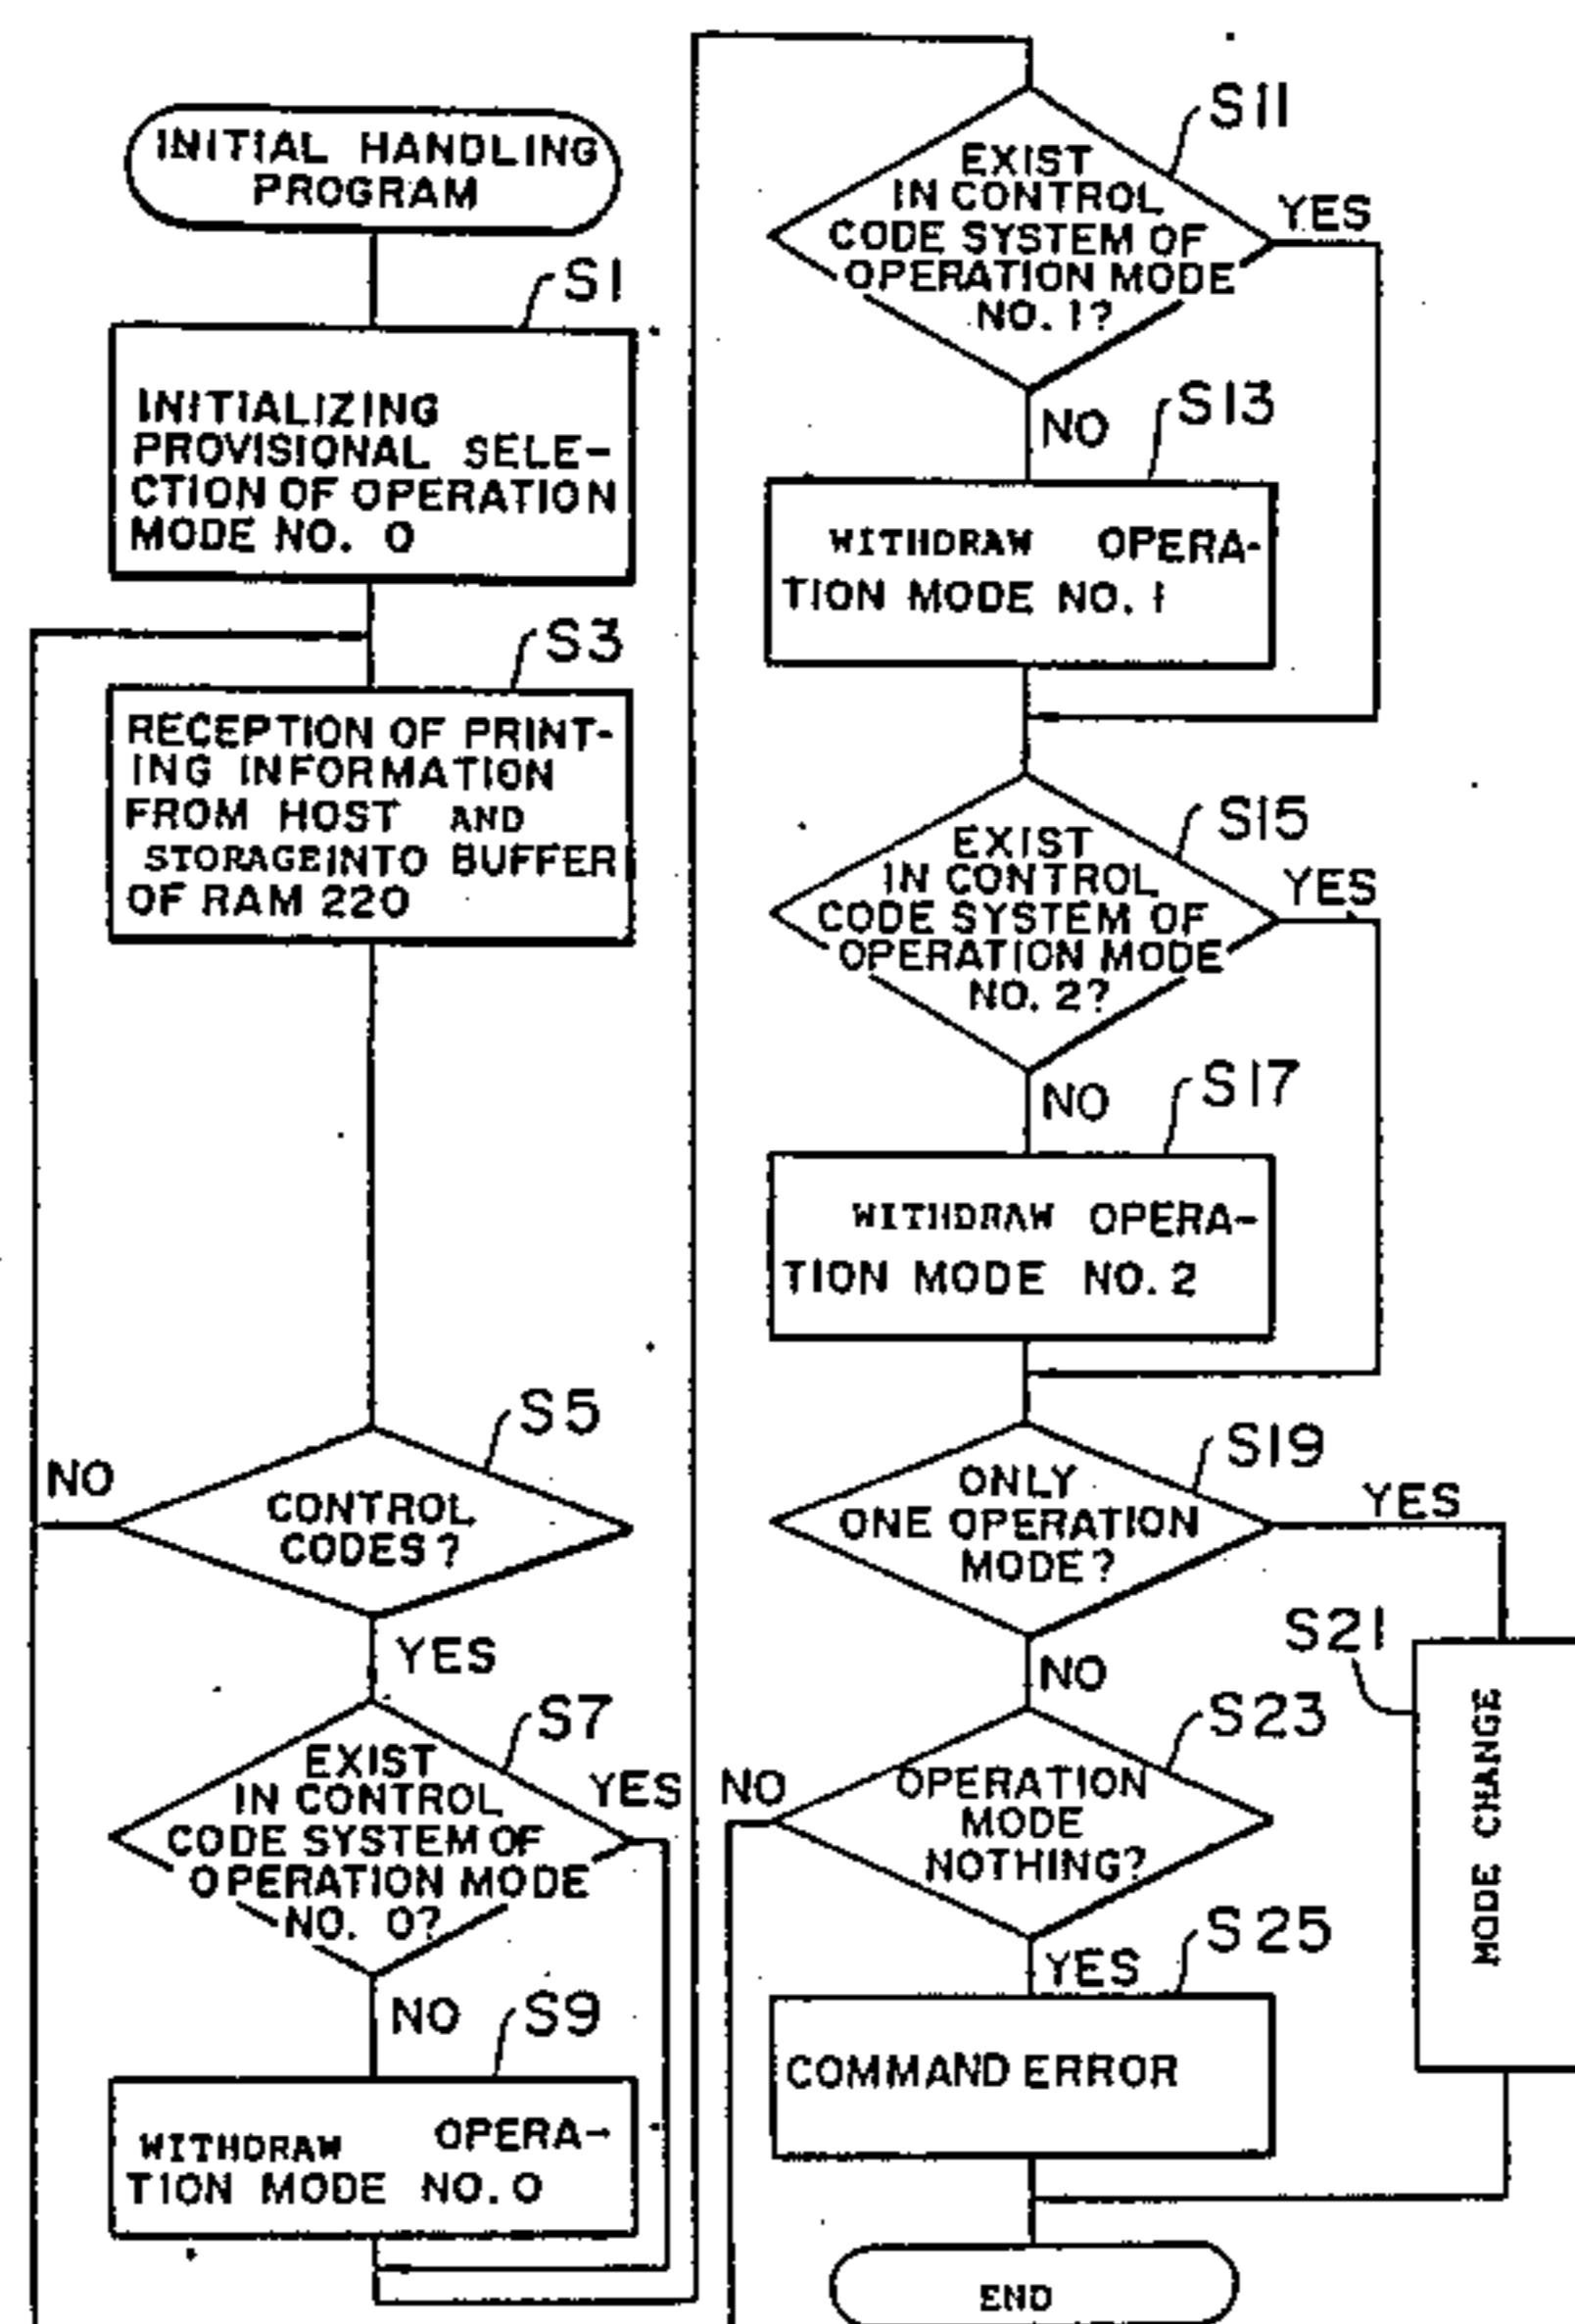 INITIAL HANDLING
PROGRAM
S1
INITIALIZING
PROVISIONAL SELE-
CTION OF OPERATION
MODE NO. 0
S3
RECEPTION OF PRINT-
ING INFORMATION
FROM HOST AND
STORAGE INTO BUFFER
OF RAM 220
S5
NO
CONTROL
CODES?
YES
S7
EXIST
IN CONTROL
CODE SYSTEM OF
OPERATION MODE
NO. 0?
YES
NO
S9
WITHDRAW OPERA-
TION MODE NO. 0
S11
EXIST
IN CONTROL
CODE SYSTEM OF
OPERATION MODE
NO. 1?
YES
NO
S13
WITHDRAW OPERA-
TION MODE NO. 1
S15
EXIST
IN CONTROL
CODE SYSTEM OF
OPERATION MODE
NO. 2?
YES
NO
S17
WITHDRAW OPERA-
TION MODE NO. 2
S19
ONLY
ONE OPERATION
MODE?
YES
S21
MODE CHANGE
NO
S23
NO
OPERATION
MODE
NOTHING?
YES
S25
COMMAND ERROR
END